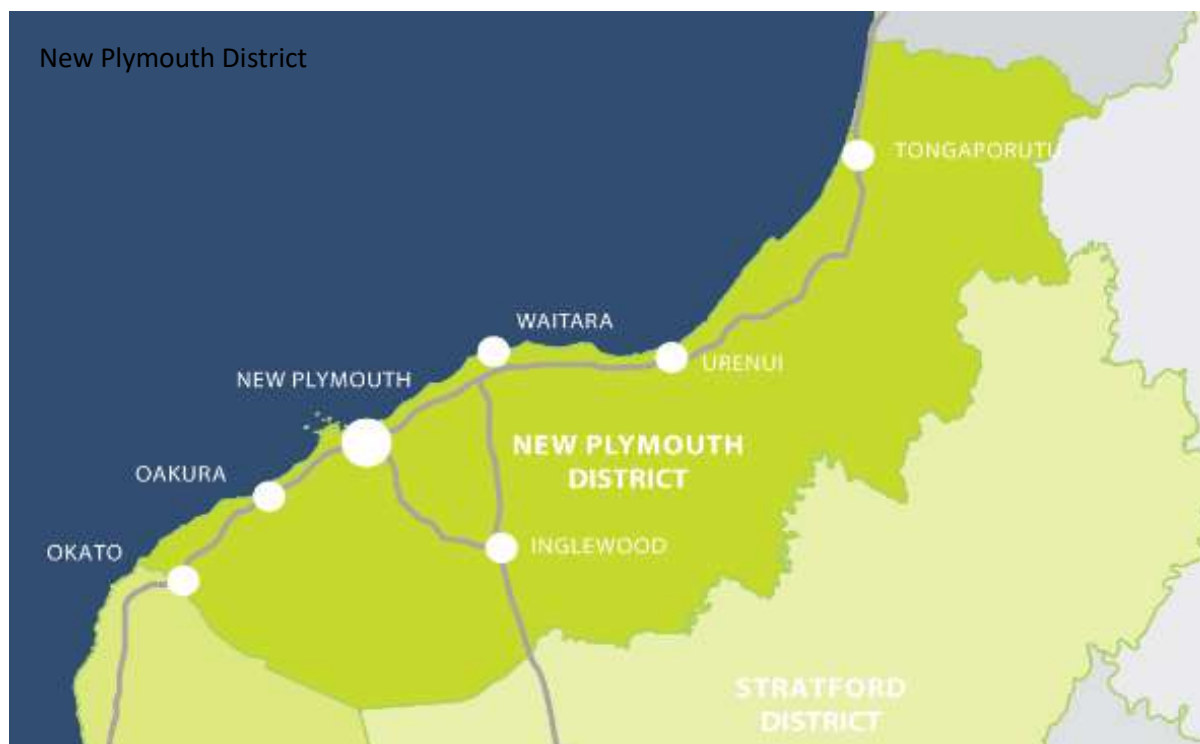 New Plymouth District
TONGAPORUTU
WAITARA
URENUI
NEW PLYMOUTH
NEW PLYMOUTH
DISTRICT
OAKURA
INGLEWOOD
OKATO
STRATFORD
DISTRICT